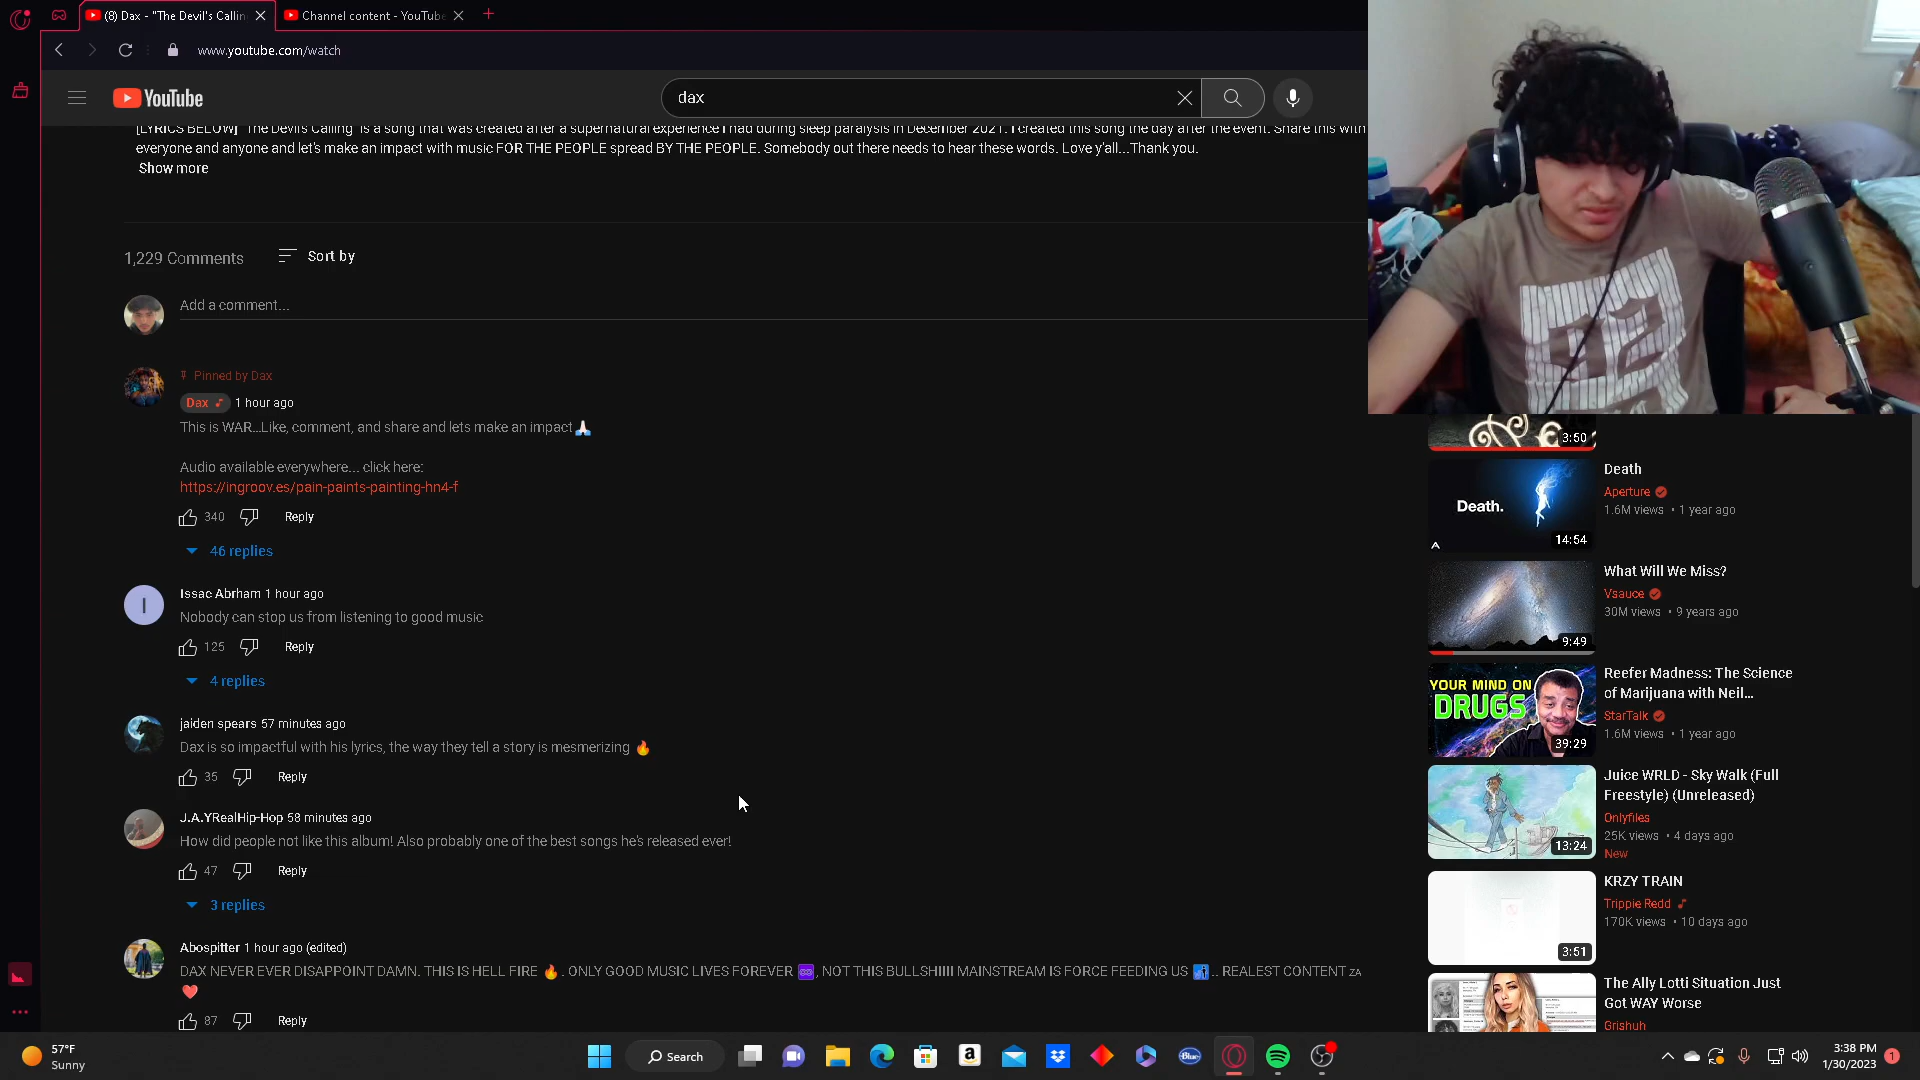 (8) Dax - "The Devil's Callin
Channel content - YouTube
www.youtube.com/watch
YouTube
dax
[LYRICS BELOW] "The Devil's Calling" is a song that was created after a supernatural experience I had during sleep paralysis in December 2021. I created this song the day after the event. Share this with
everyone and anyone and let's make an impact with music FOR THE PEOPLE spread BY THE PEOPLE. Somebody out there needs to hear these words. Love y'all...Thank you.
Show more
1,229 Comments
Sort by
Add a comment...
Pinned by Dax
Dax 1 hour ago
This is WAR...Like, comment, and share and lets make an impact🙏🏻
Audio available everywhere... click here:
https://ingroov.es/pain-paints-painting-hn4-f
340 Reply
46 replies
I
Issac Abrham 1 hour ago
Nobody can stop us from listening to good music
125 Reply
4 replies
jaiden spears 57 minutes ago
Dax is so impactful with his lyrics, the way they tell a story is mesmerizing 🔥
35 Reply
J.A.YRealHip-Hop 58 minutes ago
How did people not like this album! Also probably one of the best songs he's released ever!
47 Reply
3 replies
Abospitter 1 hour ago (edited)
DAX NEVER EVER DISAPPOINT DAMN. THIS IS HELL FIRE 🔥. ONLY GOOD MUSIC LIVES FOREVER ♾, NOT THIS BULLSHIIII MAINSTREAM IS FORCE FEEDING US .. REALEST CONTENT ZA
❤
87 Reply
3:50
Death.
14:54
Death
Aperture
1.6M views • 1 year ago
9:49
What Will We Miss?
Vsauce
30M views • 9 years ago
YOUR MIND ON
DRUGS
39:29
Reefer Madness: The Science
of Marijuana with Neil...
StarTalk
1.6M views • 1 year ago
13:24
Juice WRLD - Sky Walk (Full
Freestyle) (Unreleased)
Onlyfiles
25K views • 4 days ago
New
3:51
KRZY TRAIN
Trippie Redd
170K views • 10 days ago
The Ally Lotti Situation Just
Got WAY Worse
Grishuh
57°F
Sunny
Search
Blue
3:38 PM
1/30/2023
1